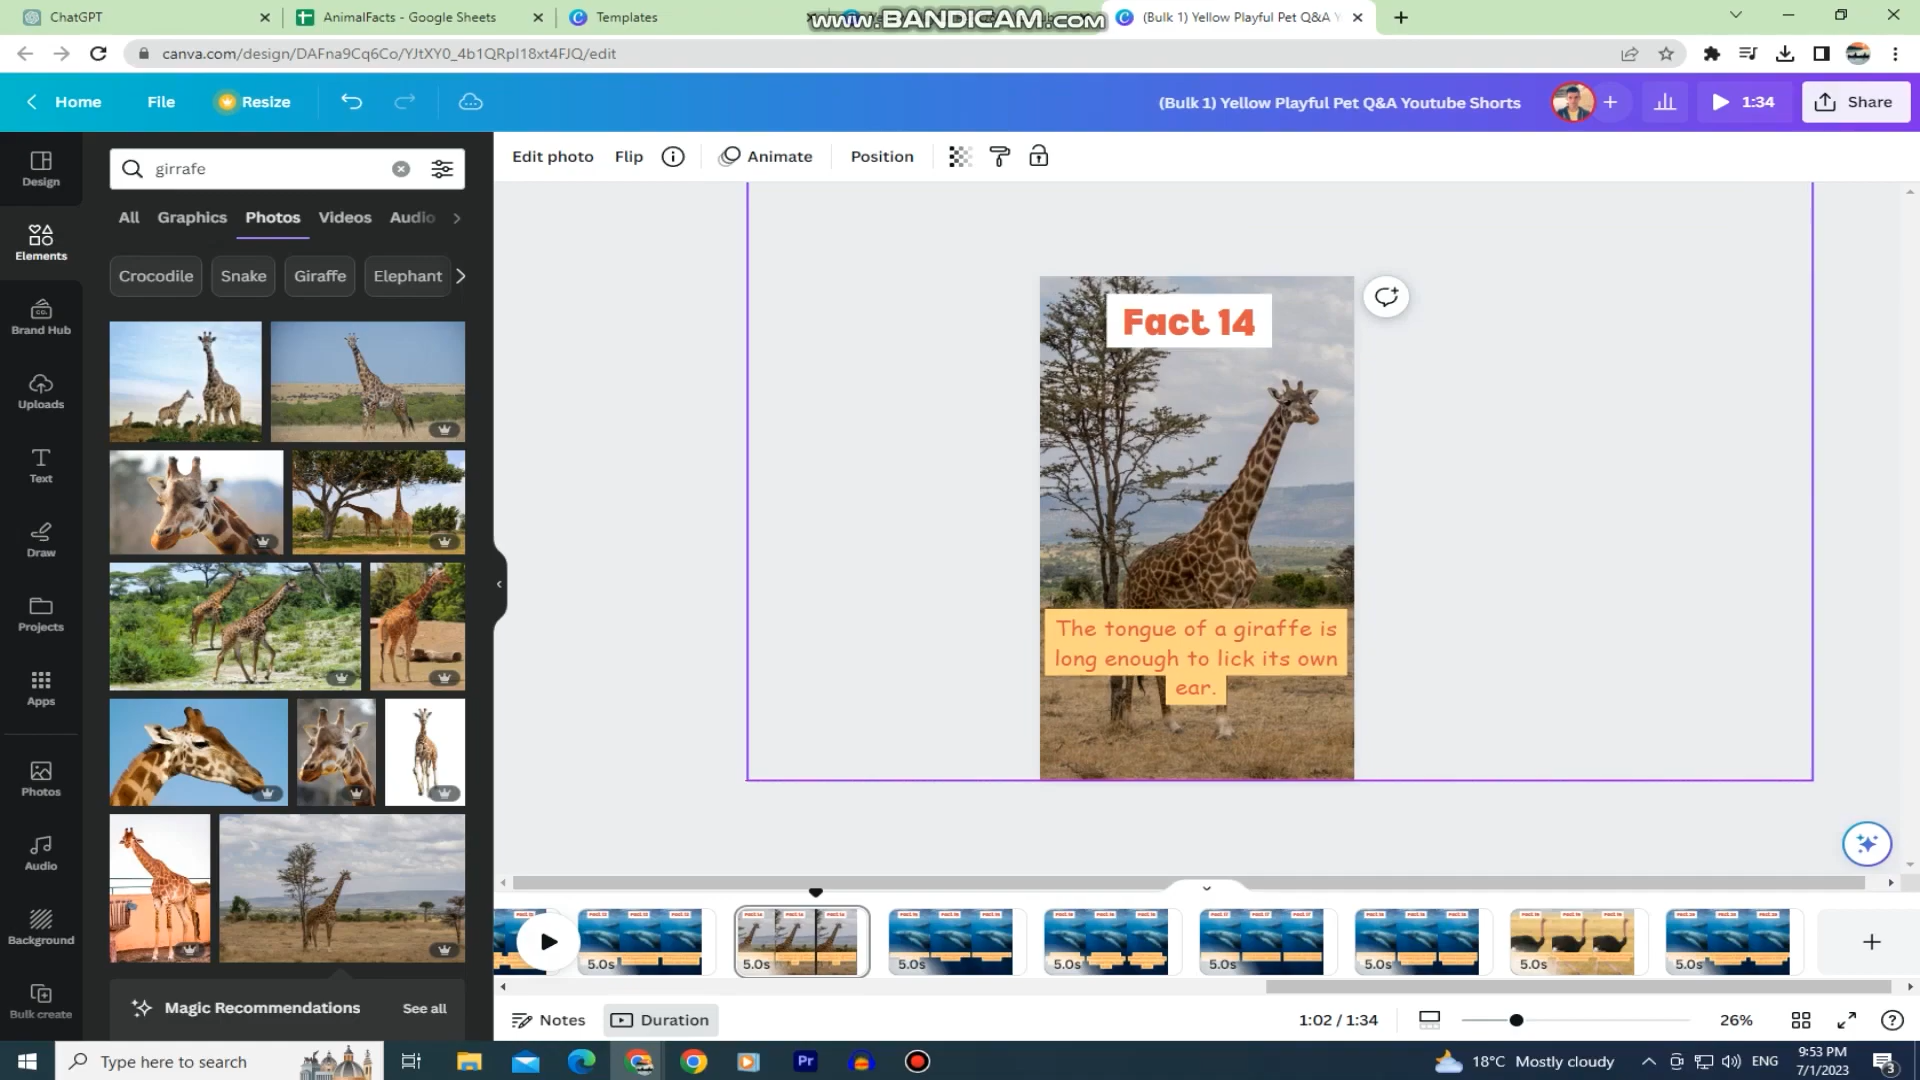 ChatGPT
AnimalFacts - Google Sheets
Templates
www.BANDICAM.com
(Bulk 1) Yellow Playful Pet Q&A Y
canva.com/design/DAFna9Cq6Co/YJtXY0_4b1QRpI18xt4FJQ/edit
Home
File
Resize
(Bulk 1) Yellow Playful Pet Q&A Youtube Shorts
1:34
Share
Design
Elements
Brand Hub
Uploads
Text
Draw
Projects
Apps
Photos
Audio
Background
Bulk create
girrafe
All
Graphics
Photos
Videos
Audio
Crocodile
Snake
Giraffe
Elephant
Magic Recommendations
See all
Edit photo
Flip
Animate
Position
Fact 14
The tongue of a giraffe is
long enough to lick its own
ear.
5.0s
5.0s
5.0s
5.0s
5.0s
5.0s
5.0s
5.0s
Notes
Duration
1:02 / 1:34
26%
Type here to search
Pr
18°C Mostly cloudy
ENG
9:53 PM
7/1/2023
3